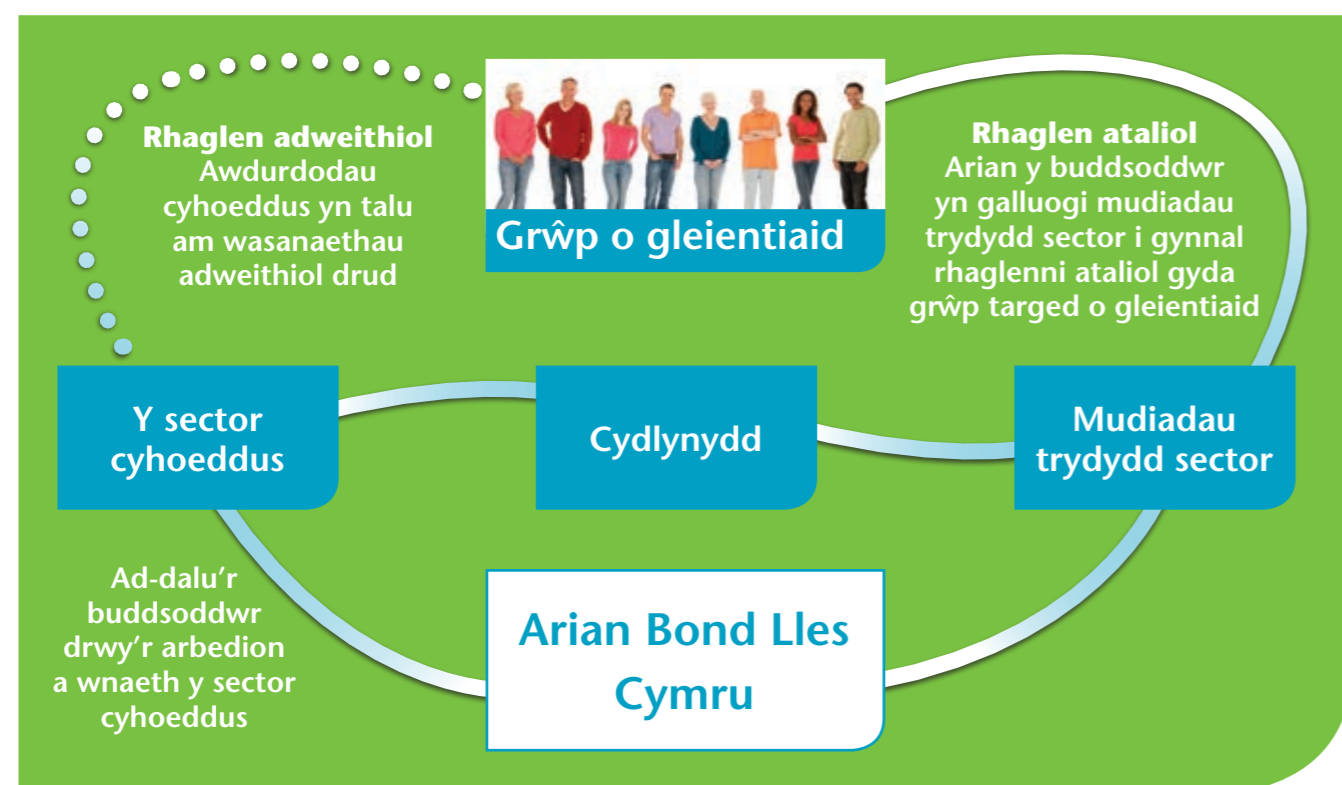 Rhaglen adweithiol
Awdurdodau
cyhoeddus yn talu
am wasanaethau
adweithiol drud
Grŵp o gleientiaid
Rhaglen ataliol
Arian y buddsoddwr
yn galluogi mudiadau
trydydd sector i gynnal
rhaglenni ataliol gyda
grŵp targed o gleientiaid
Y sector
cyhoeddus
Cydlynydd
Mudiadau
trydydd sector
Ad-dalu’r
buddsoddwr
drwy’r arbedion
a wnaeth y sector
cyhoeddus
Arian Bond Lles
Cymru